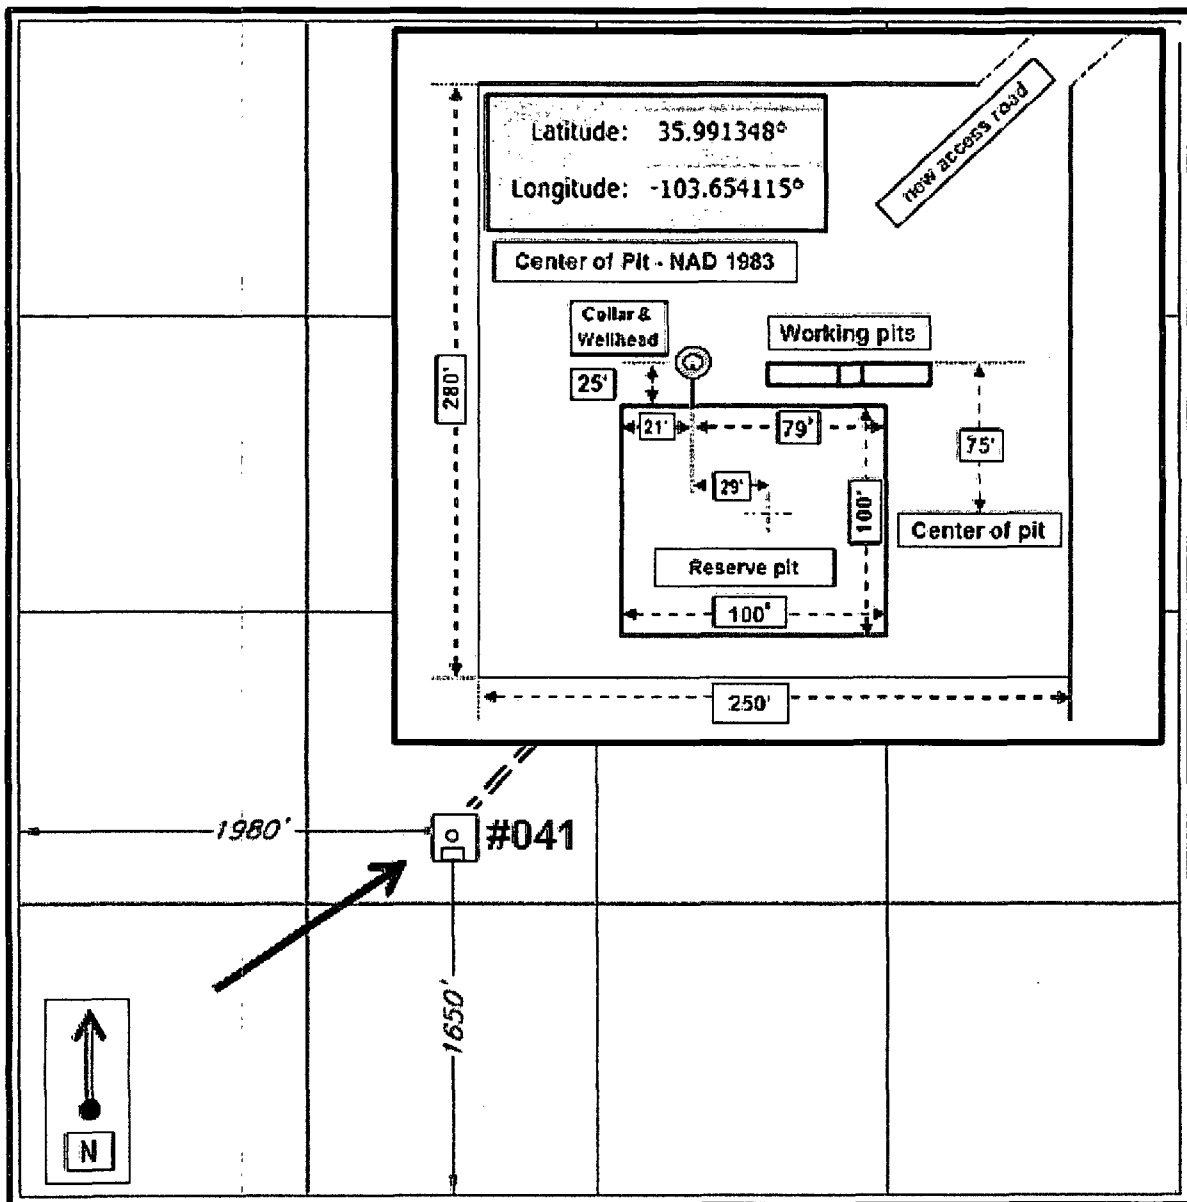 Latitude: 35.991348°
Longitude: -103.654115°
new access road
Center of Pit - NAD 1983
Collar &
Wellhead
Working pits
280'
25'
21'
79'
75'
29'
100'
Center of pit
Reserve pit
100'
250'
1980'
#041
1650'
N